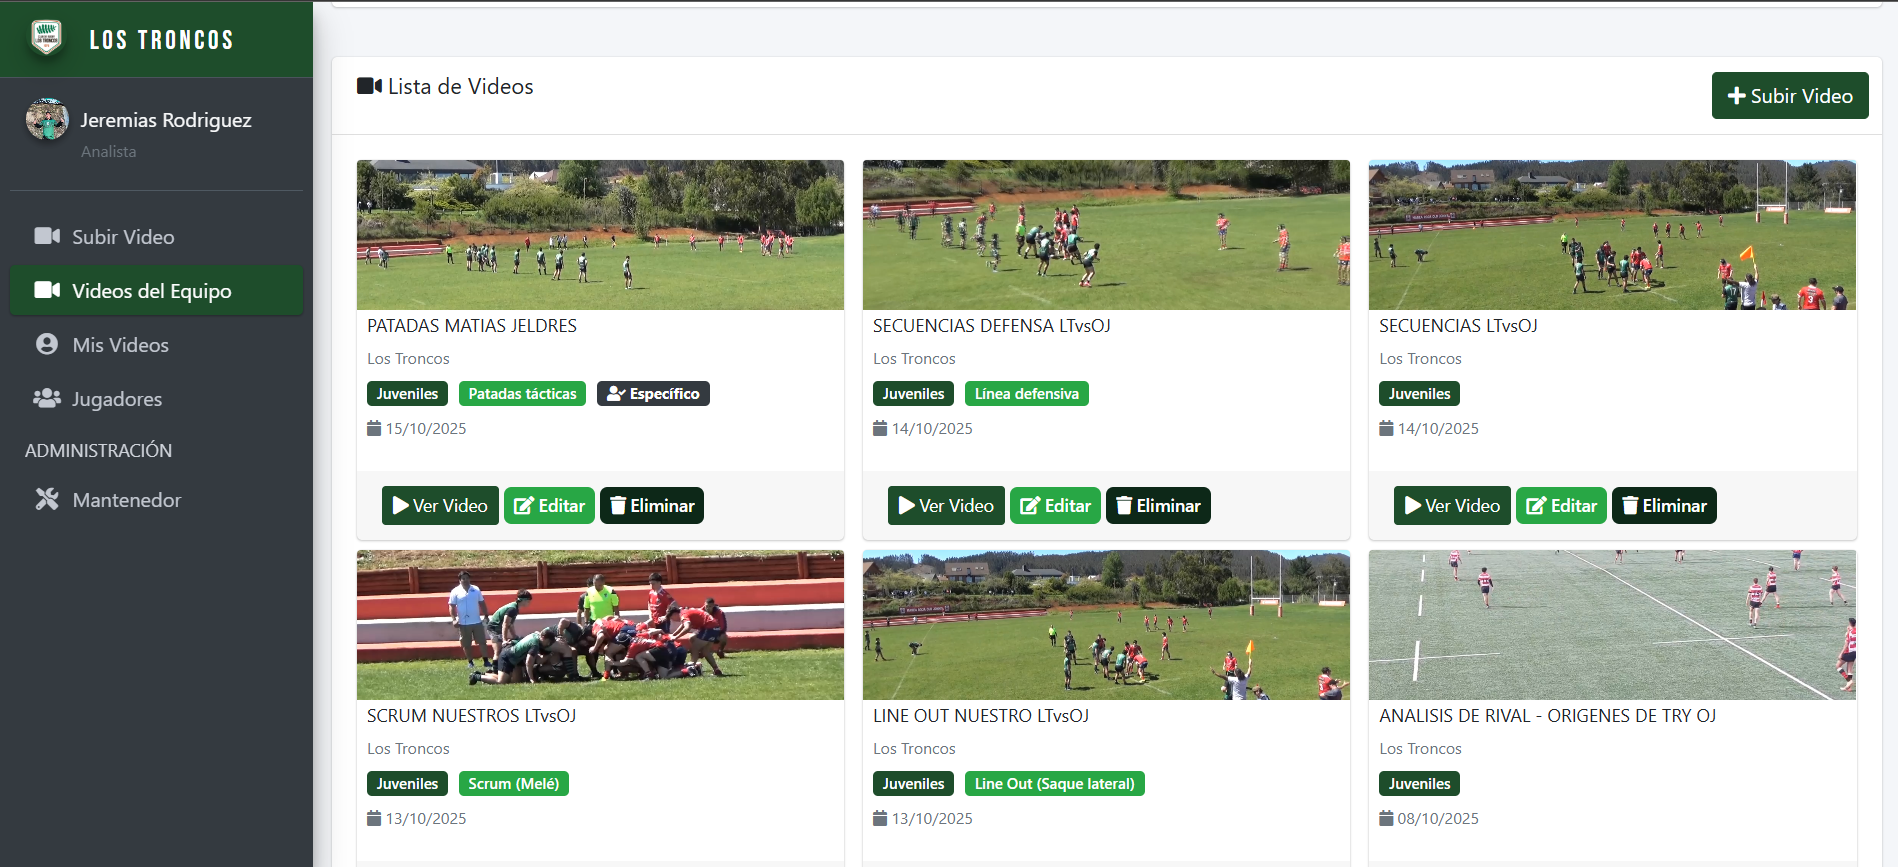 LOS TRONCOS
Jeremias Rodriguez
Analista
Subir Video
Videos del Equipo
Mis Videos
Jugadores
ADMINISTRACIÓN
Mantenedor
Lista de Videos
Subir Video
PATADAS MATIAS JELDRES
Los Troncos
Juveniles Patadas tácticas Específico
15/10/2025
Ver Video Editar Eliminar
SECUENCIAS DEFENSA LTvsOJ
Los Troncos
Juveniles Línea defensiva
14/10/2025
Ver Video Editar Eliminar
SECUENCIAS LTvsOJ
Los Troncos
Juveniles
14/10/2025
Ver Video Editar Eliminar
SCRUM NUESTROS LTvsOJ
Los Troncos
Juveniles Scrum (Melé)
13/10/2025
LINE OUT NUESTRO LTvsOJ
Los Troncos
Juveniles Line Out (Saque lateral)
13/10/2025
ANALISIS DE RIVAL - ORIGENES DE TRY OJ
Los Troncos
Juveniles
08/10/2025